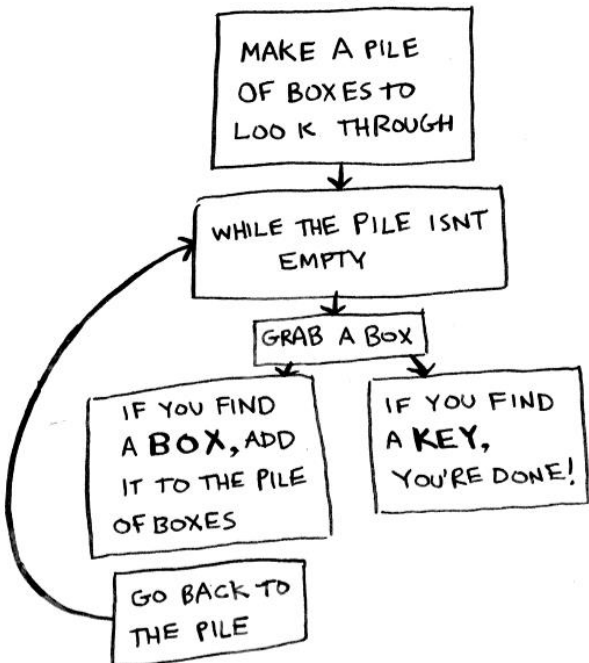 MAKE A PILE
OF BOXES TO
LOOK THROUGH
WHILE THE PILE ISNT
EMPTY
GRAB A BOX
IF YOU FIND
A BOX, ADD
IT TO THE PILE
OF BOXES
IF YOU FIND
A KEY,
YOU'RE DONE!
GO BACK TO
THE PILE